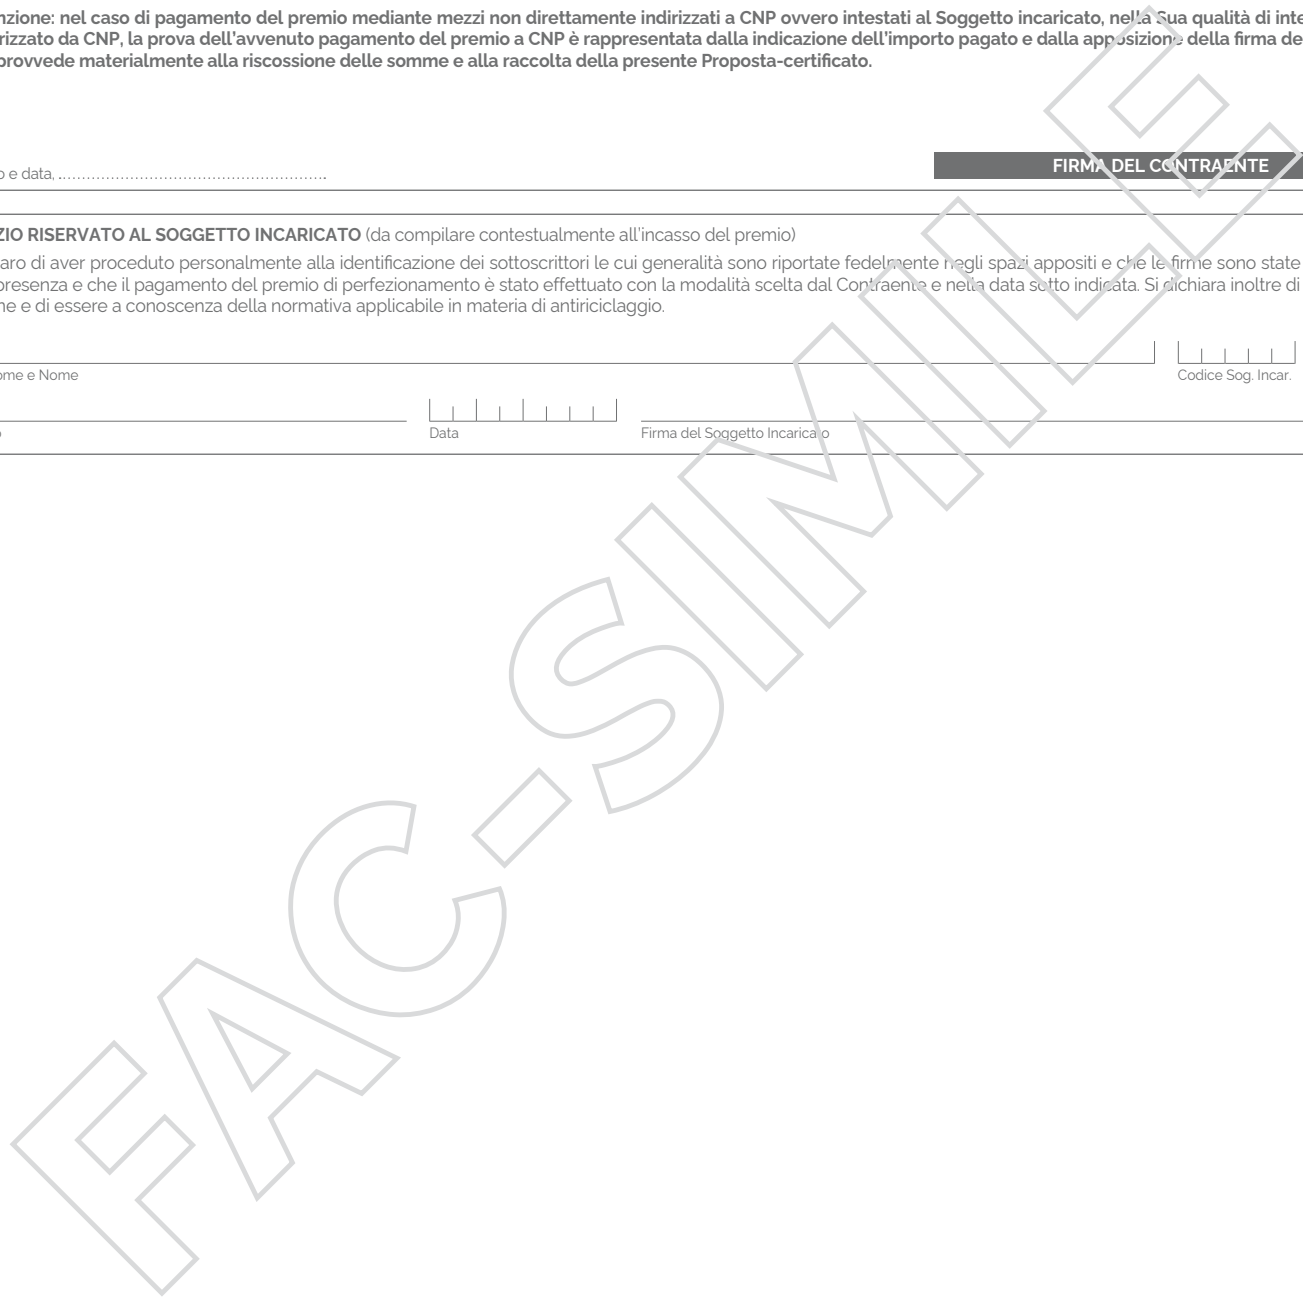 nzione: nel caso di pagamento del premio mediante mezzi non direttamente indirizzati a CNP ovvero intestati al Soggetto incaricato, nella Sua qualità di inte
rizzato da CNP, la prova dell'avvenuto pagamento del premio a CNP è rappresentata dalla indicazione dell'importo pagato e dalla apposizione della firma de
provvede materialmente alla riscossione delle somme e alla raccolta della presente Proposta-certificato.
o e data, ............................................................
FIRMA DEL CONTRAENTE
ZIO RISERVATO AL SOGGETTO INCARICATO (da compilare contestualmente all'incasso del premio)
aro di aver proceduto personalmente alla identificazione dei sottoscrittori le cui generalità sono riportate fedelmente negli spazi appositi e che le firme sono state
presenza e che il pagamento del premio di perfezionamento è stato effettuato con la modalità scelta dal Contraente e nella data sotto indicata. Si dichiara inoltre di
ne e di essere a conoscenza della normativa applicabile in materia di antiriciclaggio.
ome e Nome
Codice Sog. Incar.
o
Data
Firma del Soggetto Incaricato
FAC-SIMILE